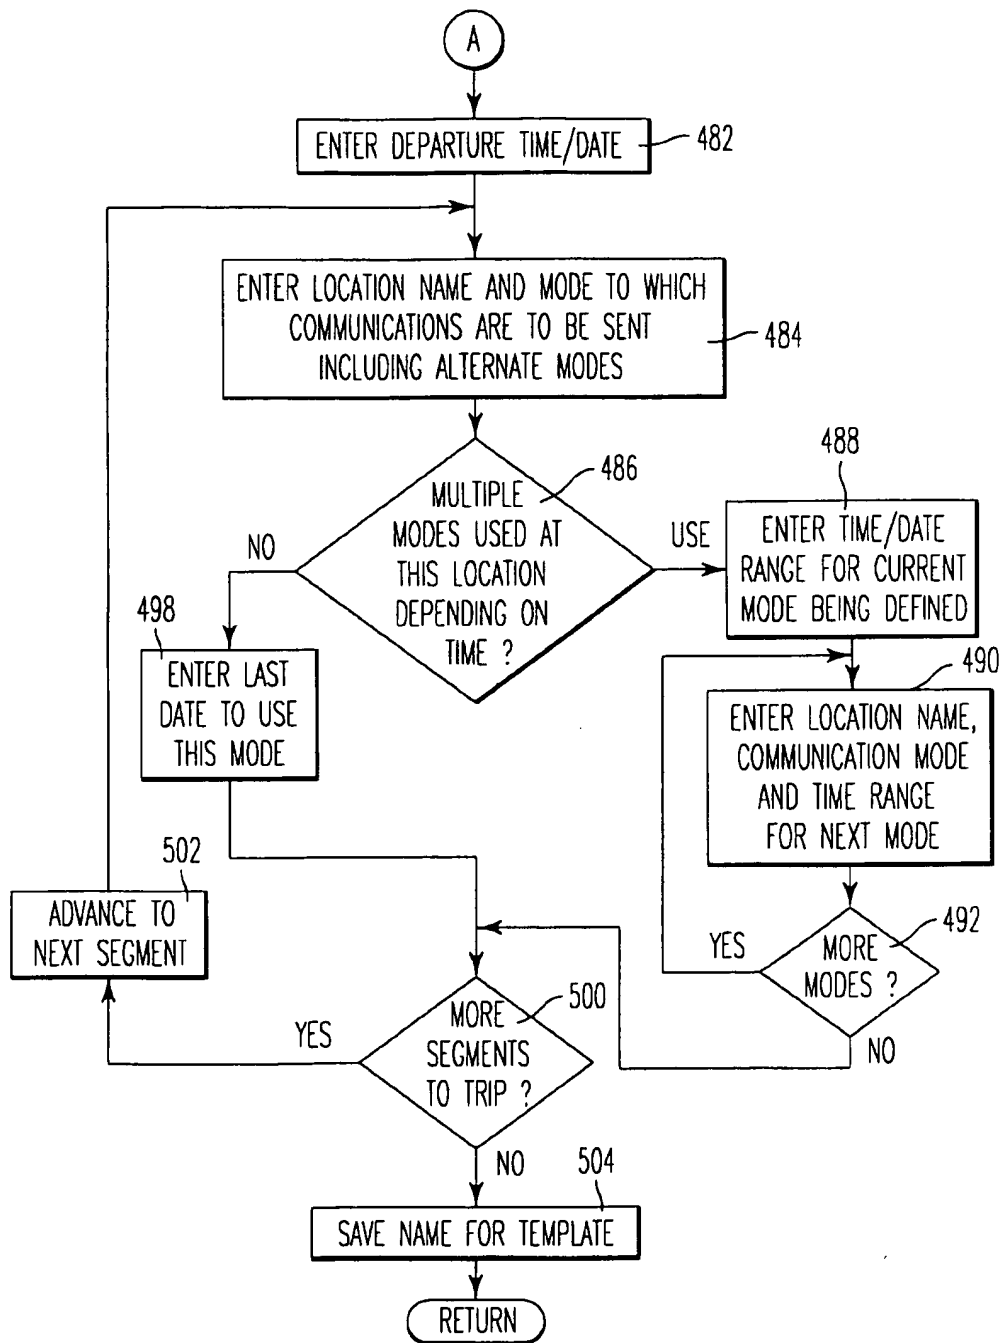 A
ENTER DEPARTURE TIME/DATE
482
ENTER LOCATION NAME AND MODE TO WHICH
COMMUNICATIONS ARE TO BE SENT
INCLUDING ALTERNATE MODES
484
MULTIPLE
MODES USED AT
THIS LOCATION
DEPENDING ON
TIME ?
486
NO
USE
488
ENTER TIME/DATE
RANGE FOR CURRENT
MODE BEING DEFINED
490
ENTER LOCATION NAME,
COMMUNICATION MODE
AND TIME RANGE
FOR NEXT MODE
492
MORE
MODES ?
YES
NO
498
ENTER LAST
DATE TO USE
THIS MODE
502
ADVANCE TO
NEXT SEGMENT
500
MORE
SEGMENTS
TO TRIP ?
YES
NO
504
SAVE NAME FOR TEMPLATE
RETURN